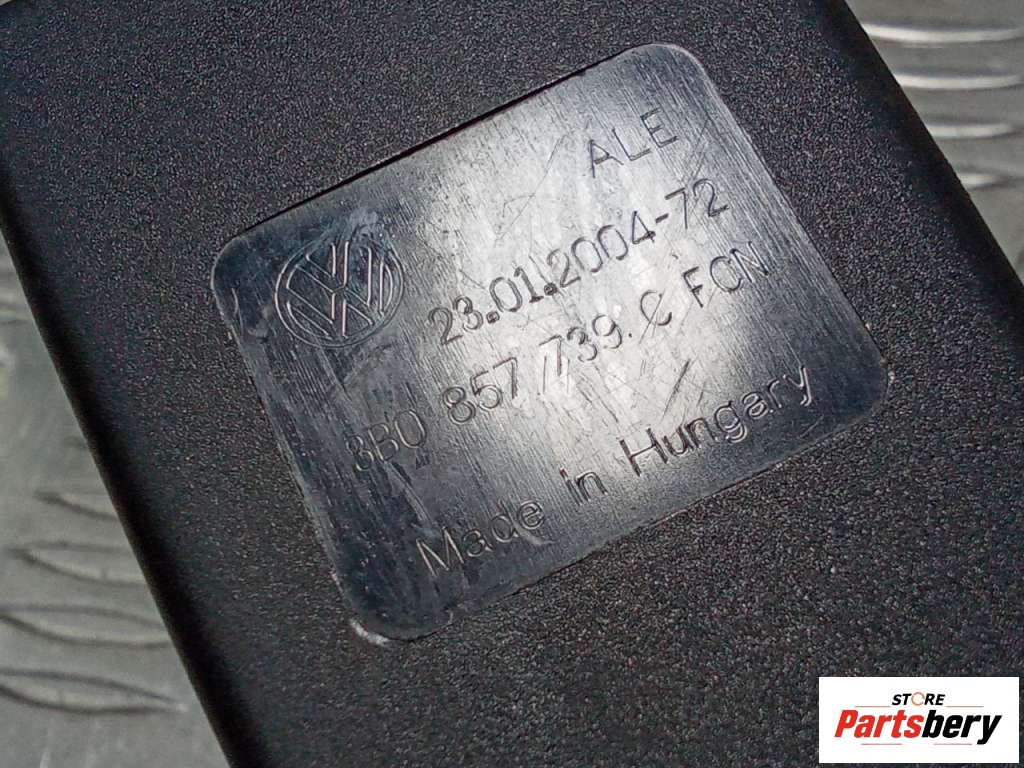 ALE
23.01.2004-72
3B0 857 739. C FCN
Made in Hungary
STORE
Partsbery